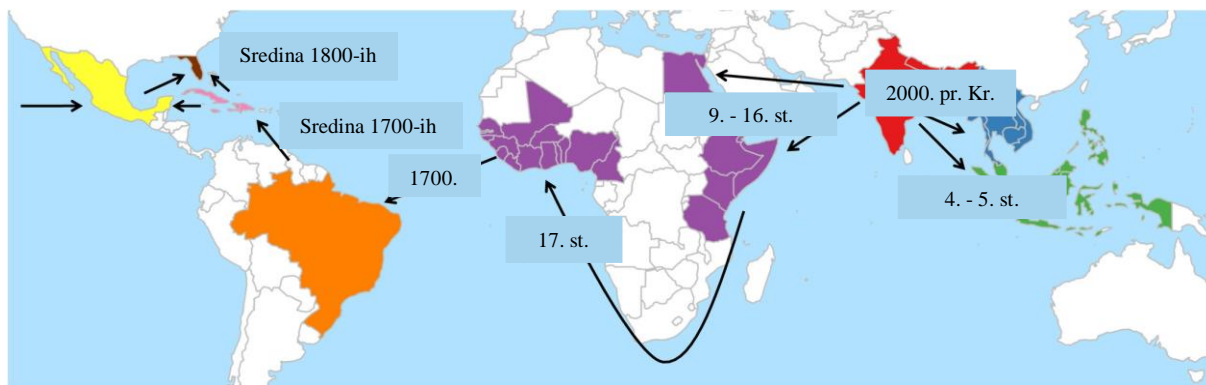 Sredina 1800-ih
2000. pr. Kr.
9. - 16. st.
Sredina 1700-ih
1700.
4. - 5. st.
17. st.